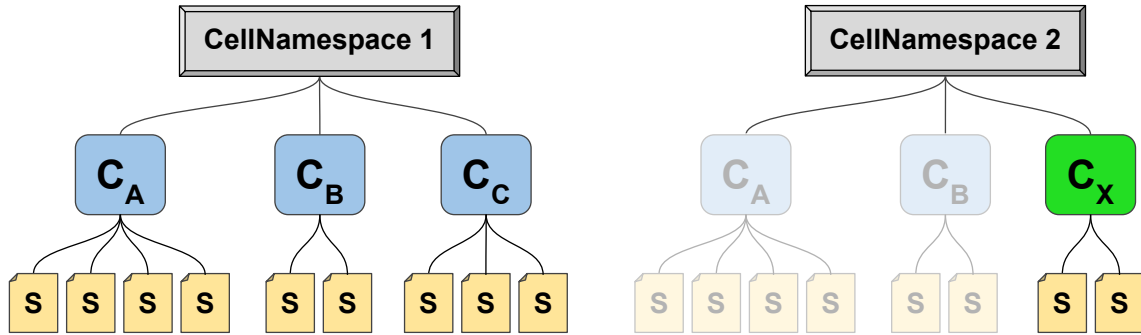 CellNamespace 1
CellNamespace 2
C_A C_B C_C
C_A C_B C_X
S S S S S S S S S
S S S S S S S S